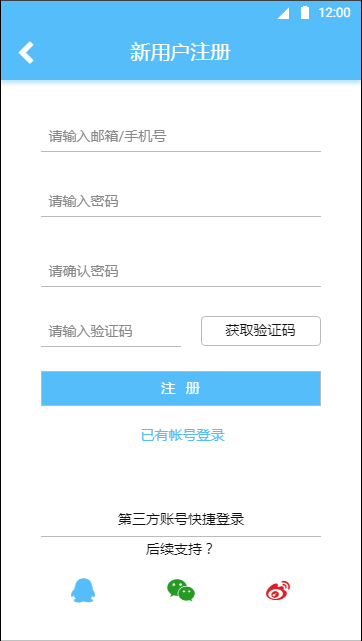 12:00
新用户注册
请输入邮箱/手机号
请输入密码
请确认密码
请输入验证码
获取验证码
注 册
已有帐号登录
第三方账号快捷登录
后续支持？